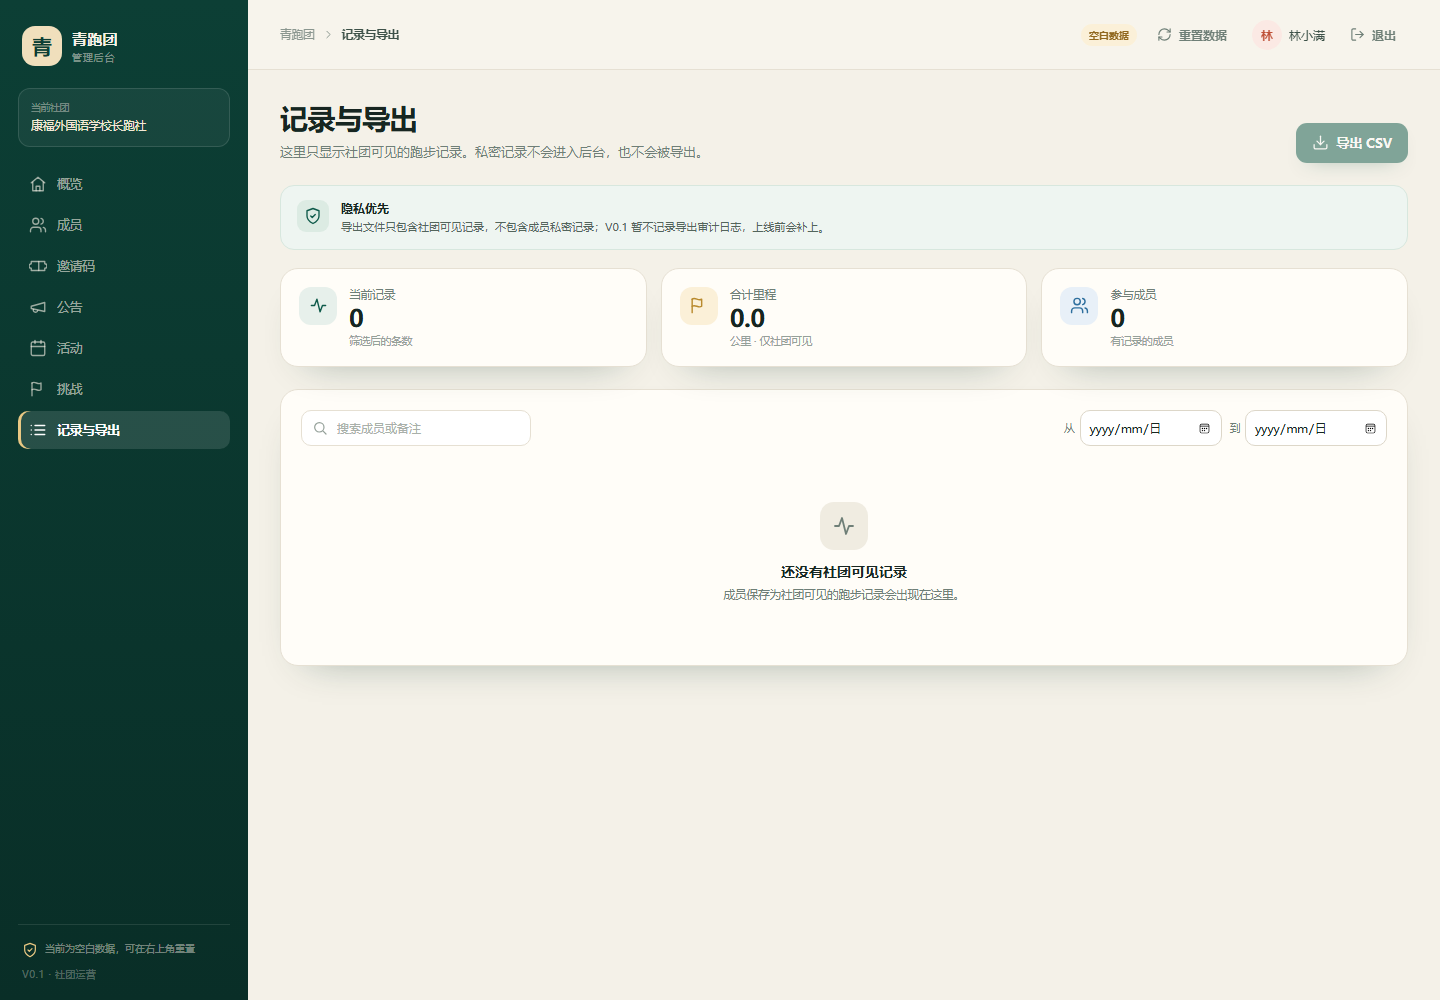 青
青跑团
管理后台
当前社团
康福外国语学校长跑社
概览
成员
邀请码
公告
活动
挑战
记录与导出
当前为空白数据，可在右上角重置
V0.1 · 社团运营
青跑团 > 记录与导出
空白数据
重置数据
林 林小满
退出
记录与导出
这里只显示社团可见的跑步记录。私密记录不会进入后台，也不会被导出。
导出 CSV
隐私优先
导出文件只包含社团可见记录，不包含成员私密记录；V0.1 暂不记录导出审计日志，上线前会补上。
当前记录
0
筛选后的条数
合计里程
0.0
公里 · 仅社团可见
参与成员
0
有记录的成员
搜索成员或备注
从 yyyy/mm/日 到 yyyy/mm/日
还没有社团可见记录
成员保存为社团可见的跑步记录会出现在这里。